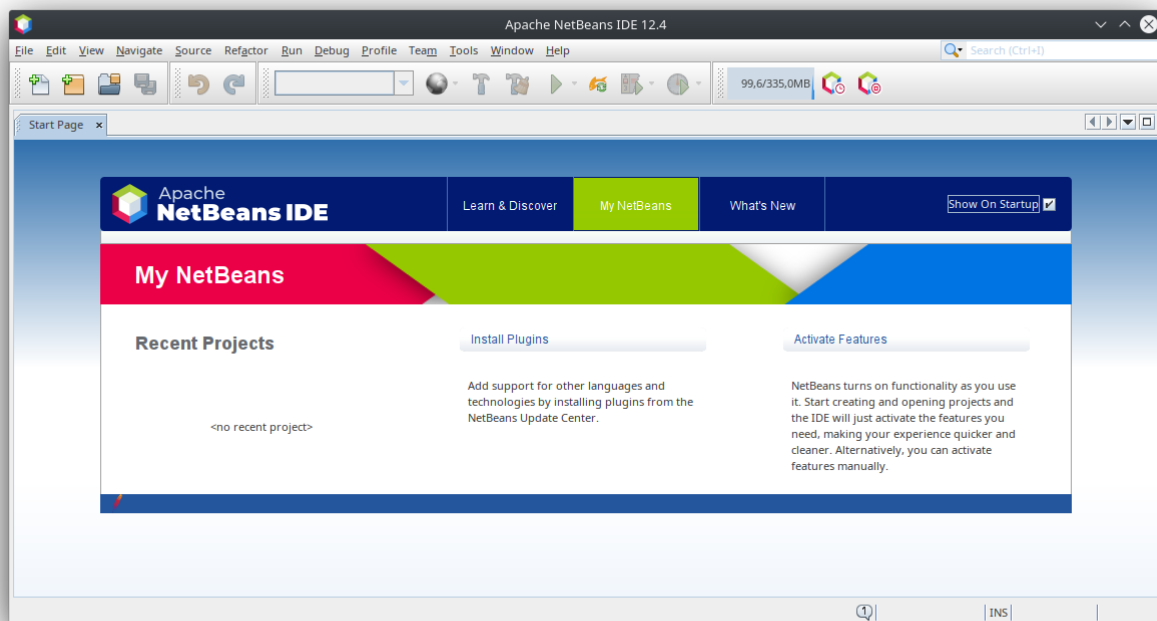 Apache NetBeans IDE 12.4
File Edit View Navigate Source Refactor Run Debug Profile Team Tools Window Help
Search (Ctrl+I)
99,6/335,0MB
Start Page
Apache
NetBeans IDE
Learn & Discover
My NetBeans
What's New
Show On Startup
My NetBeans
Recent Projects
<no recent project>
Install Plugins
Add support for other languages and
technologies by installing plugins from the
NetBeans Update Center.
Activate Features
NetBeans turns on functionality as you use
it. Start creating and opening projects and
the IDE will just activate the features you
need, making your experience quicker and
cleaner. Alternatively, you can activate
features manually.
1
INS